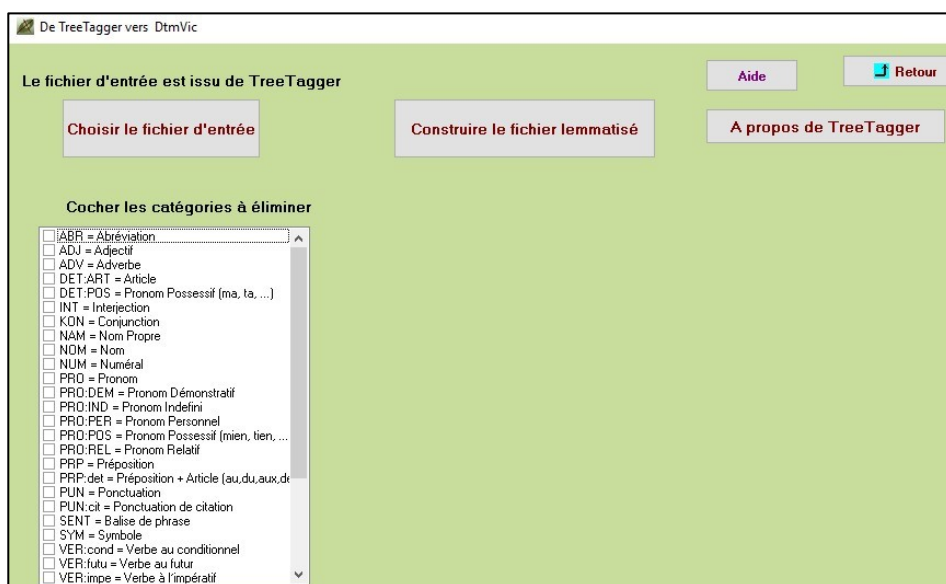 De TreeTagger vers DtmVic
Le fichier d'entrée est issu de TreeTagger
Aide
Retour
Choisir le fichier d'entrée
Construire le fichier lemmatisé
A propos de TreeTagger
Cocher les catégories à éliminer
ABR = Abréviation
ADJ = Adjectif
ADV = Adverbe
DET:ART = Article
DET:POS = Pronom Possessif (ma, ta, ...)
INT = Interjection
KON = Conjunction
NAM = Nom Propre
NOM = Nom
NUM = Numéral
PRO = Pronom
PRO:DEM = Pronom Démonstratif
PRO:IND = Pronom Indefini
PRO:PER = Pronom Personnel
PRO:POS = Pronom Possessif (mien, tien, ...
PRO:REL = Pronom Relatif
PRP = Préposition
PRP:det = Préposition + Article (au,du,aux,de
PUN = Ponctuation
PUN:cit = Ponctuation de citation
SENT = Balise de phrase
SYM = Symbole
VER:cond = Verbe au conditionnel
VER:futu = Verbe au futur
VER:impe = Verbe à l'impératif